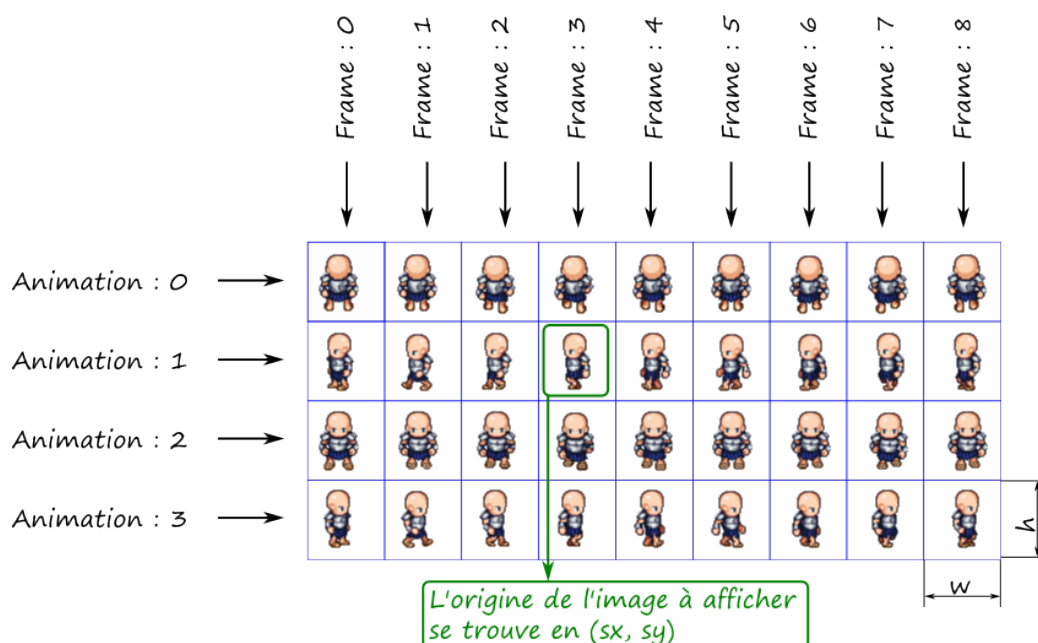 Frame : 0
Frame : 1
Frame : 2
Frame : 3
Frame : 4
Frame : 5
Frame : 6
Frame : 7
Frame : 8
Animation : 0
Animation : 1
Animation : 2
Animation : 3
h
w
L'origine de l'image à afficher
se trouve en (sx, sy)